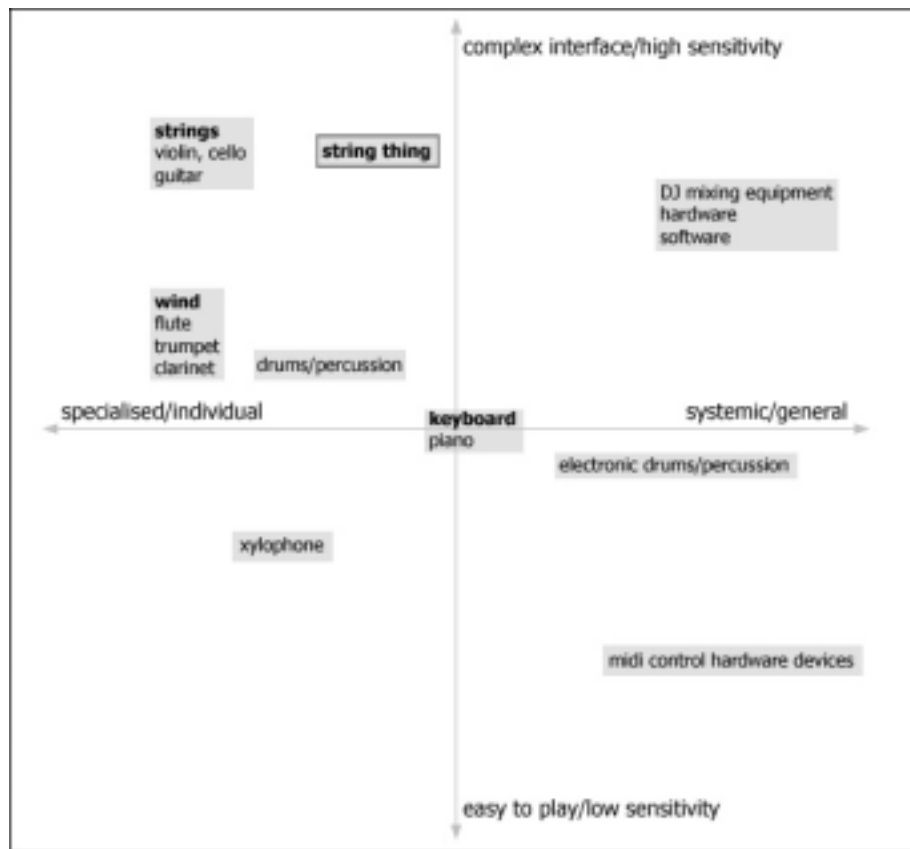 complex interface/high sensitivity
strings
violin, cello
guitar
string thing
DJ mixing equipment
hardware
software
wind
flute
trumpet
clarinet
drums/percussion
specialised/individual
keyboard
piano
systemic/general
electronic drums/percussion
xylophone
midi control hardware devices
easy to play/low sensitivity